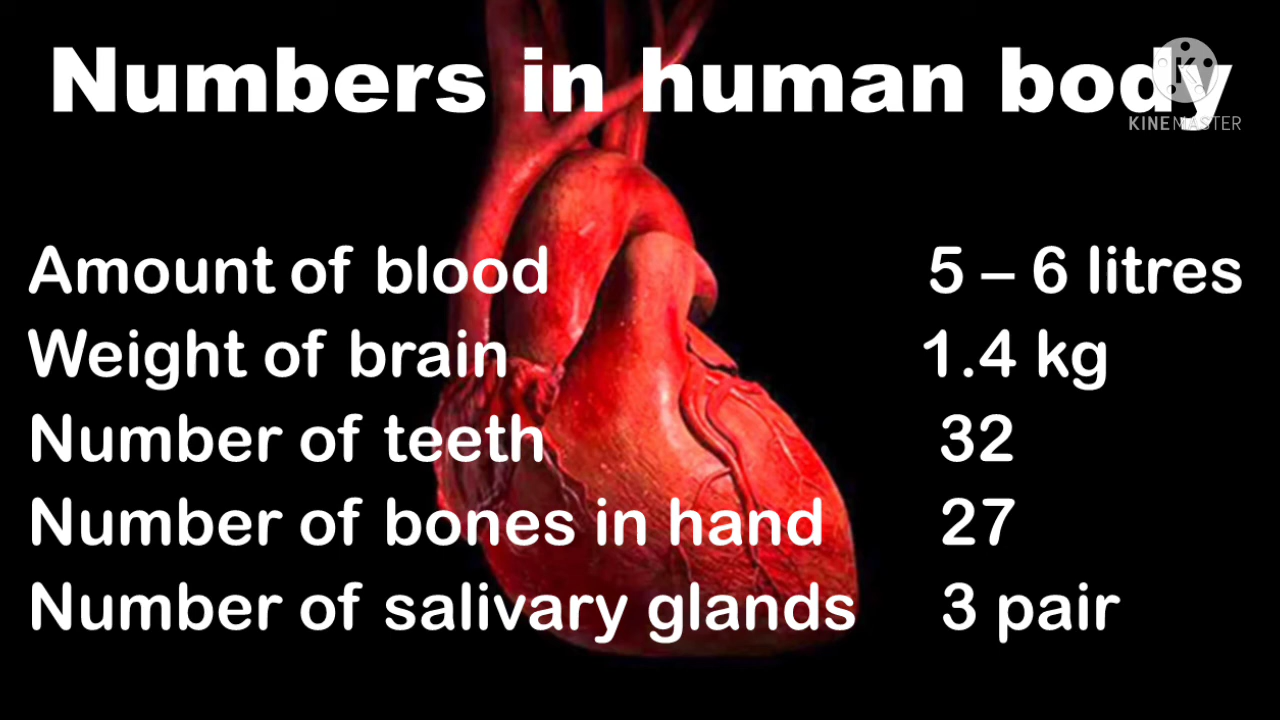 Numbers in human body
KINEMASTER
Amount of blood 5 – 6 litres
Weight of brain 1.4 kg
Number of teeth 32
Number of bones in hand 27
Number of salivary glands 3 pair